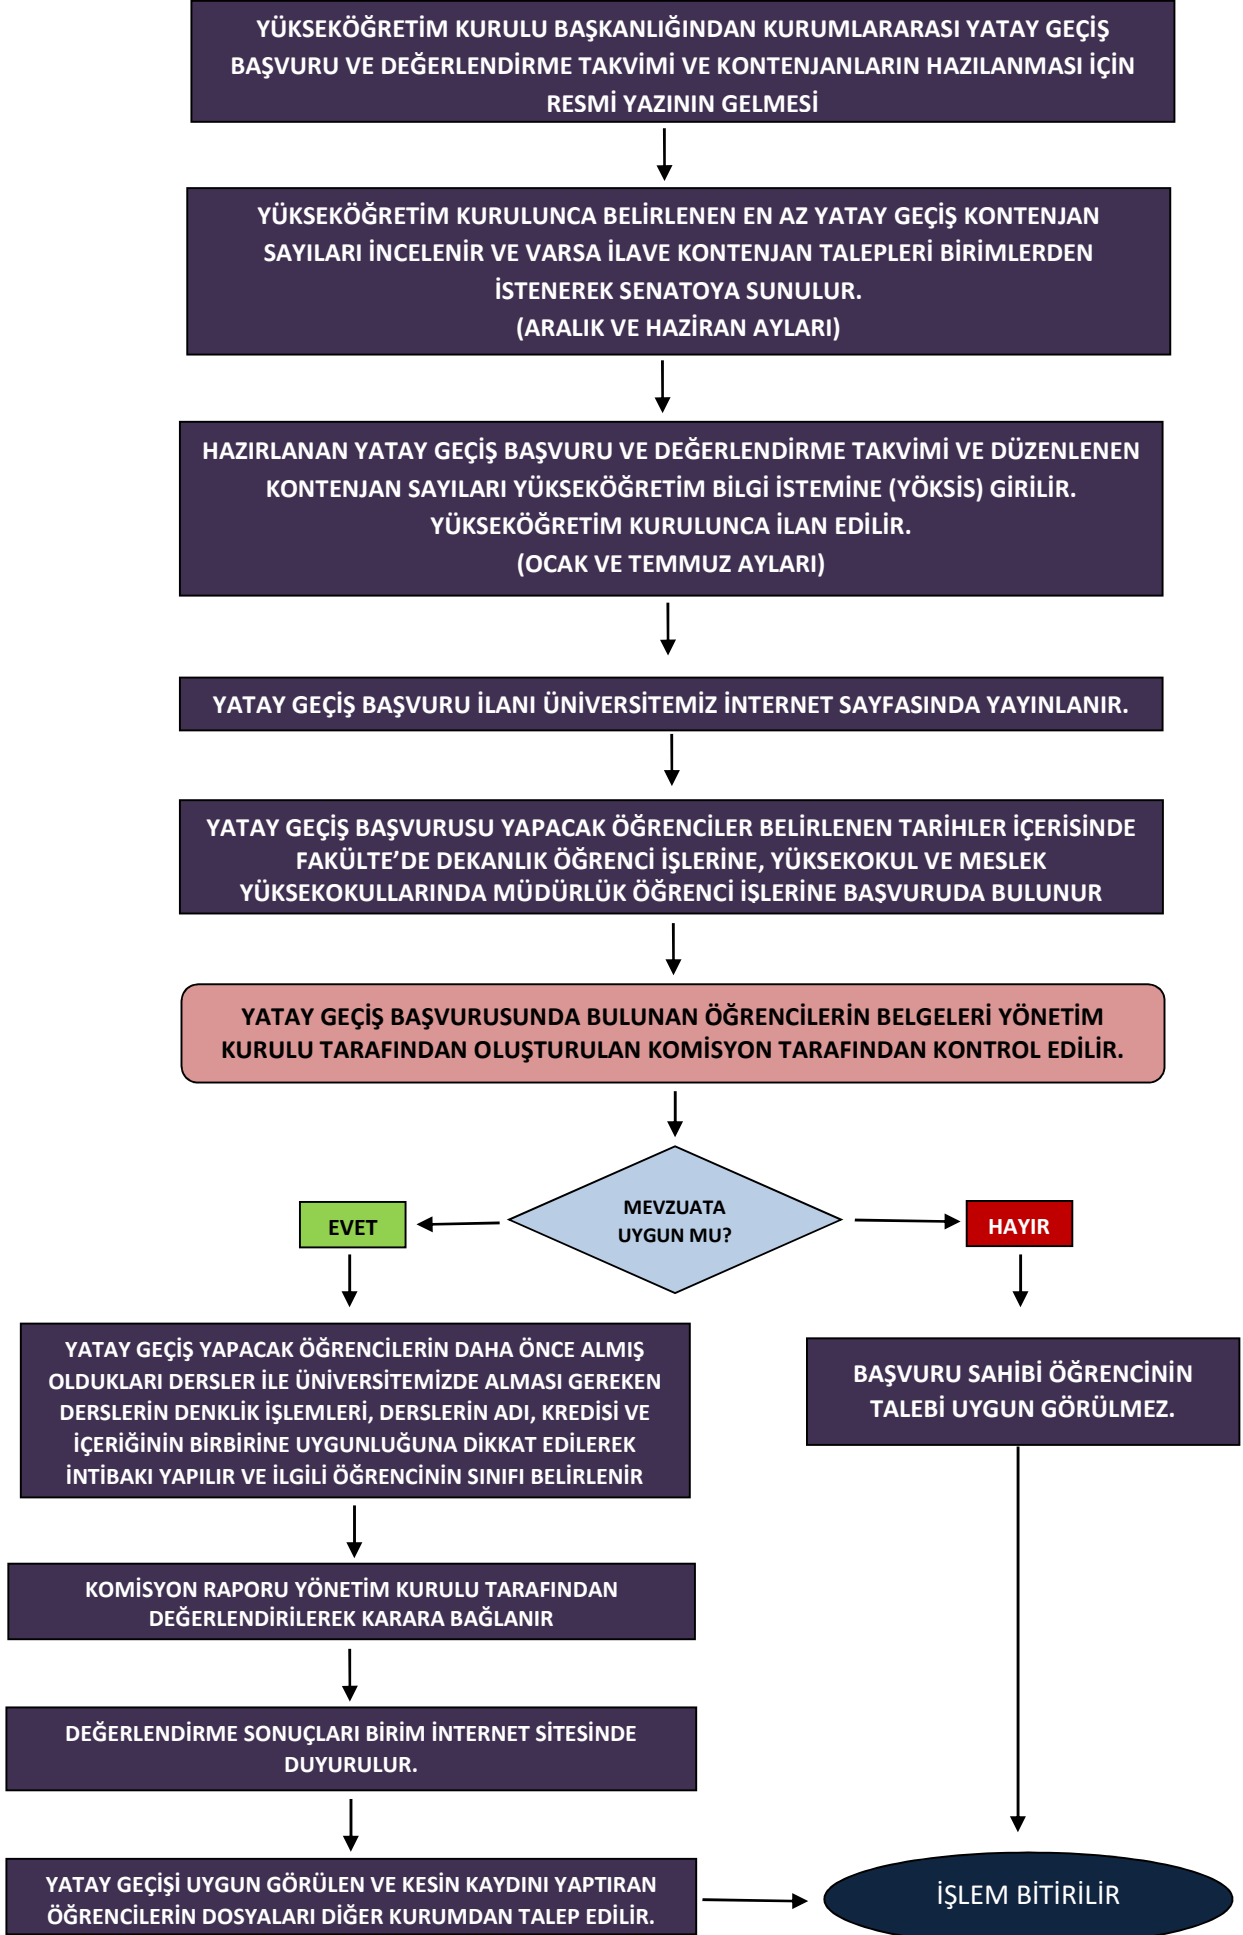 YÜKSEKÖĞRETİM KURULU BAŞKANLIĞINDAN KURUMLARARASI YATAY GEÇİŞ
BAŞVURU VE DEĞERLENDİRME TAKVİMİ VE KONTENJANLARIN HAZILANMASI İÇİN
RESMİ YAZININ GELMESİ
YÜKSEKÖĞRETİM KURULUNCA BELİRLENEN EN AZ YATAY GEÇİŞ KONTENJAN
SAYILARI İNCELENİR VE VARSA İLAVE KONTENJAN TALEPLERİ BİRİMLERDEN
İSTENEREK SENATOYA SUNULUR.
(ARALIK VE HAZİRAN AYLARI)
HAZIRLANAN YATAY GEÇİŞ BAŞVURU VE DEĞERLENDİRME TAKVİMİ VE DÜZENLENEN
KONTENJAN SAYILARI YÜKSEKÖĞRETİM BİLGİ İSTEMİNE (YÖKSİS) GİRİLİR.
YÜKSEKÖĞRETİM KURULUNCA İLAN EDİLİR.
(OCAK VE TEMMUZ AYLARI)
YATAY GEÇİŞ BAŞVURU İLANI ÜNİVERSİTEMİZ İNTERNET SAYFASINDA YAYINLANIR.
YATAY GEÇİŞ BAŞVURUSU YAPACAK ÖĞRENCİLER BELİRLENEN TARİHLER İÇERİSİNDE
FAKÜLTE’DE DEKANLIK ÖĞRENCİ İŞLERİNE, YÜKSEKOKUL VE MESLEK
YÜKSEKOKULLARINDA MÜDÜRLÜK ÖĞRENCİ İŞLERİNE BAŞVURUDA BULUNUR
YATAY GEÇİŞ BAŞVURUSUNDA BULUNAN ÖĞRENCİLERİN BELGELERİ YÖNETİM
KURULU TARAFINDAN OLUŞTURULAN KOMİSYON TARAFINDAN KONTROL EDİLİR.
MEVZUATA
UYGUN MU?
EVET
HAYIR
YATAY GEÇİŞ YAPACAK ÖĞRENCİLERİN DAHA ÖNCE ALMIŞ
OLDUKLARI DERSLER İLE ÜNİVERSİTEMİZDE ALMASI GEREKEN
DERSLERİN DENKLİK İŞLEMLERİ, DERSLERİN ADI, KREDİSİ VE
İÇERİĞİNİN BİRBİRİNE UYGUNLUĞUNA DİKKAT EDİLEREK
İNTİBAKI YAPILIR VE İLGİLİ ÖĞRENCİNİN SINIFI BELİRLENİR
BAŞVURU SAHİBİ ÖĞRENCİNİN
TALEBİ UYGUN GÖRÜLMEZ.
KOMİSYON RAPORU YÖNETİM KURULU TARAFINDAN
DEĞERLENDİRİLEREK KARARA BAĞLANIR
DEĞERLENDİRME SONUÇLARI BİRİM İNTERNET SİTESİNDE
DUYURULUR.
YATAY GEÇİŞİ UYGUN GÖRÜLEN VE KESİN KAYDINI YAPTIRAN
ÖĞRENCİLERİN DOSYALARI DİĞER KURUMDAN TALEP EDİLİR.
İŞLEM BİTİRİLİR